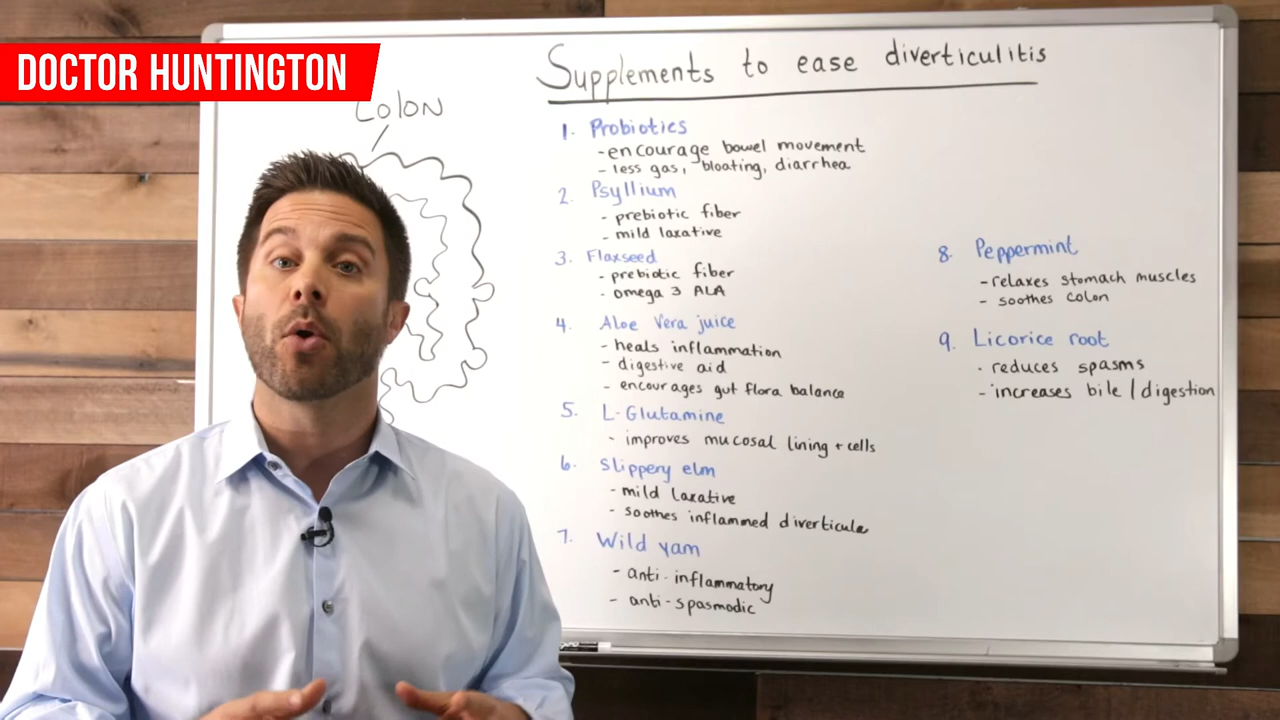 DOCTOR HUNTINGTON
Colon
Supplements to ease diverticulitis
1. Probiotics
- encourage bowel movement
- less gas, bloating, diarrhea
2. Psyllium
- prebiotic fiber
- mild laxative
3. Flaxseed
- prebiotic fiber
- omega 3 ALA
4. Aloe Vera juice
- heals inflammation
- digestive aid
- encourages gut flora balance
5. L-Glutamine
- improves mucosal lining + cells
6. Slippery elm
- mild laxative
- soothes inflammed diverticula
7. Wild yam
- anti-inflammatory
- anti-spasmodic
8. Peppermint
- relaxes stomach muscles
- soothes colon
9. Licorice root
- reduces spasms
- increases bile / digestion